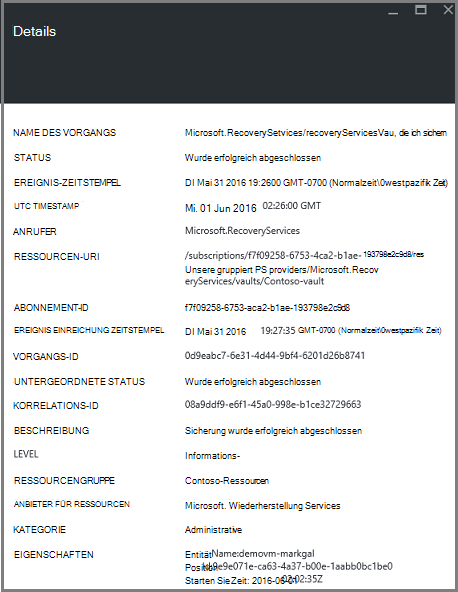 Details
NAME DES VORGANGS Microsoft.RecoverySetvices/recoveryServicesVau, die ich sichern
STATUS Wurde erfolgreich abgeschlossen
EREIGNIS-ZEITSTEMPEL DI Mai 31 2016 19:2600 GMT-0700 (Normalzeit\0westpazifik Zeit)
UTC TIMESTAMP Mi. 01 Jun 2016 02:26:00 GMT
ANRUFER Microsoft.RecoveryServices
RESSOURCEN-URI /subscriptions/f7f09258-6753-4ca2-b1ae-193798e2c9d8/res
Unsere gruppiert PS providers/Microsoft.Recov
eryServices/vaults/Contoso-vault
ABONNEMENT-ID f7f09258-6753-aca2-b1ae-193798e2c9d8
EREIGNIS EINREICHUNG ZEITSTEMPEL DI Mai 31 2016 19:27:35 GMT-0700 (Normalzeit\0westpazifik Zeit)
VORGANGS-ID 0d9eabc7-6e31-4d44-9bf4-6201d26b8741
UNTERGEORDNETE STATUS Wurde erfolgreich abgeschlossen
KORRELATIONS-ID 08a9ddf9-e6f1-45a0-998e-b1ce32729663
BESCHREIBUNG Sicherung wurde erfolgreich abgeschlossen
LEVEL Informations-
RESSOURCENGRUPPE Contoso-Ressourcen
ANBIETER FÜR RESSOURCEN Microsoft. Wiederherstellung Services
KATEGORIE Administrative
EIGENSCHAFTEN Entität Name:demovm-markgal
Position Id:9e9e071e-ca63-4a37-b00e-1aabb0bc1be0
Starten Sie Zeit: 2016-06-01 02:02:35Z